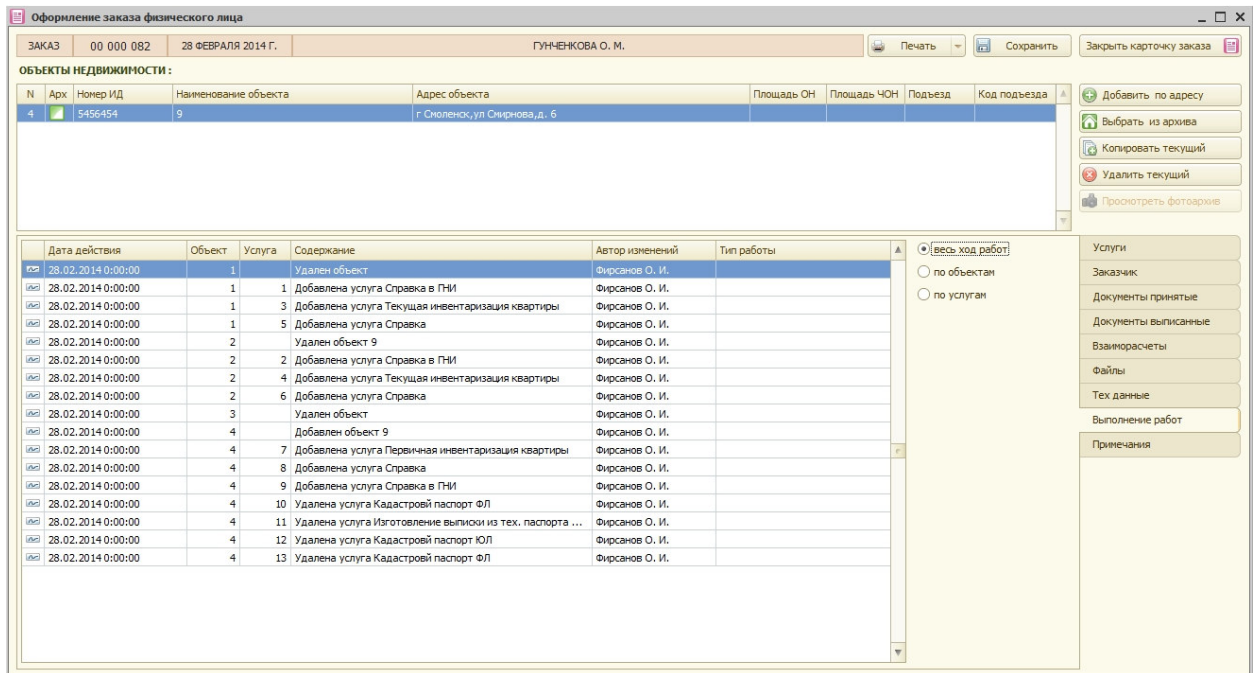 Оформление заказа физического лица
ЗАКАЗ 00 000 082 28 ФЕВРАЛЯ 2014 Г. ГУНЧЕНКОВА О. М. Печать Сохранить Закрыть карточку заказа
ОБЪЕКТЫ НЕДВИЖИМОСТИ :
N Арх Номер ИД Наименование объекта Адрес объекта Площадь ОН Площадь ЧОН Подъезд Код подъезда
4 5456454 9 г Смоленск,ул Смирнова,д. 6
Добавить по адресу
Выбрать из архива
Копировать текущий
Удалить текущий
Просмотреть фотоархив
Дата действия Объект Услуга Содержание Автор изменений Тип работы
28.02.2014 0:00:00 1 Удален объект Фирсанов О. И.
28.02.2014 0:00:00 1 1 Добавлена услуга Справка в ГНИ Фирсанов О. И.
28.02.2014 0:00:00 1 3 Добавлена услуга Текущая инвентаризация квартиры Фирсанов О. И.
28.02.2014 0:00:00 1 5 Добавлена услуга Справка Фирсанов О. И.
28.02.2014 0:00:00 2 Удален объект 9 Фирсанов О. И.
28.02.2014 0:00:00 2 2 Добавлена услуга Справка в ГНИ Фирсанов О. И.
28.02.2014 0:00:00 2 4 Добавлена услуга Текущая инвентаризация квартиры Фирсанов О. И.
28.02.2014 0:00:00 2 6 Добавлена услуга Справка Фирсанов О. И.
28.02.2014 0:00:00 3 Удален объект Фирсанов О. И.
28.02.2014 0:00:00 4 Добавлен объект 9 Фирсанов О. И.
28.02.2014 0:00:00 4 7 Добавлена услуга Первичная инвентаризация квартиры Фирсанов О. И.
28.02.2014 0:00:00 4 8 Добавлена услуга Справка Фирсанов О. И.
28.02.2014 0:00:00 4 9 Добавлена услуга Справка в ГНИ Фирсанов О. И.
28.02.2014 0:00:00 4 10 Удалена услуга Кадастровй паспорт ФЛ Фирсанов О. И.
28.02.2014 0:00:00 4 11 Удалена услуга Изготовление выписки из тех. паспорта ... Фирсанов О. И.
28.02.2014 0:00:00 4 12 Удалена услуга Кадастровй паспорт ЮЛ Фирсанов О. И.
28.02.2014 0:00:00 4 13 Удалена услуга Кадастровй паспорт ФЛ Фирсанов О. И.
весь ход работ
по объектам
по услугам
Услуги
Заказчик
Документы принятые
Документы выписанные
Взаиморасчеты
Файлы
Тех данные
Выполнение работ
Примечания